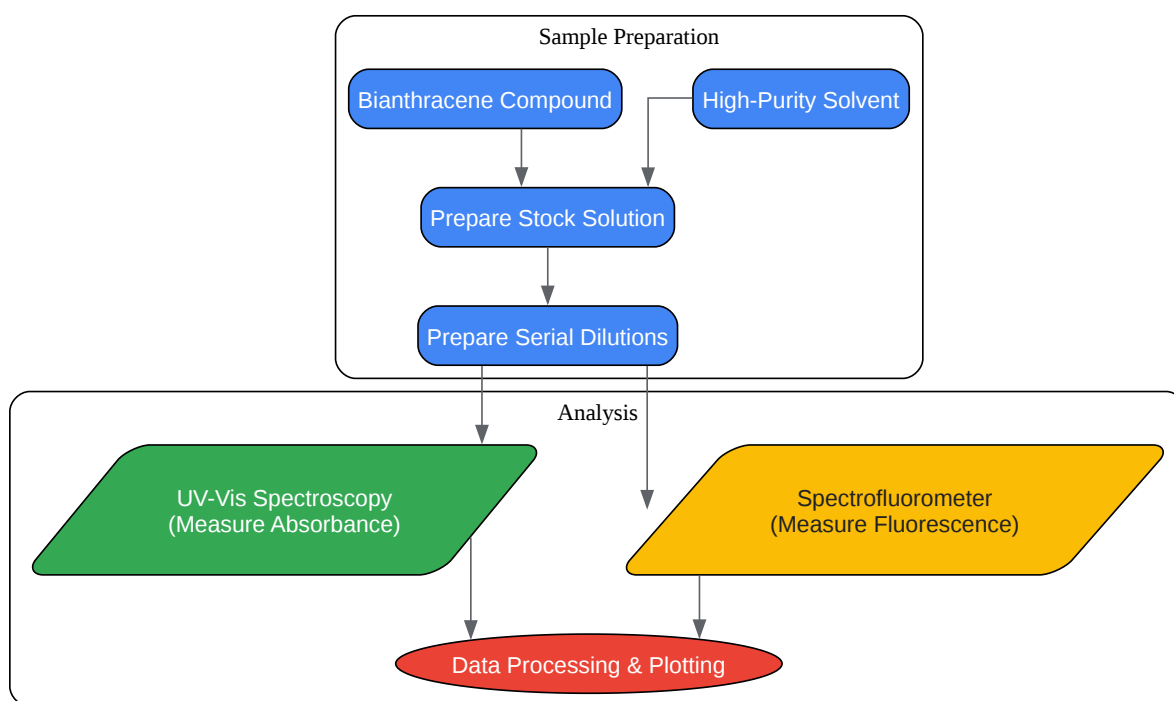 Sample Preparation
Bianthracene Compound
High-Purity Solvent
Prepare Stock Solution
Prepare Serial Dilutions
Analysis
UV-Vis Spectroscopy
(Measure Absorbance)
Spectrofluorometer
(Measure Fluorescence)
Data Processing & Plotting